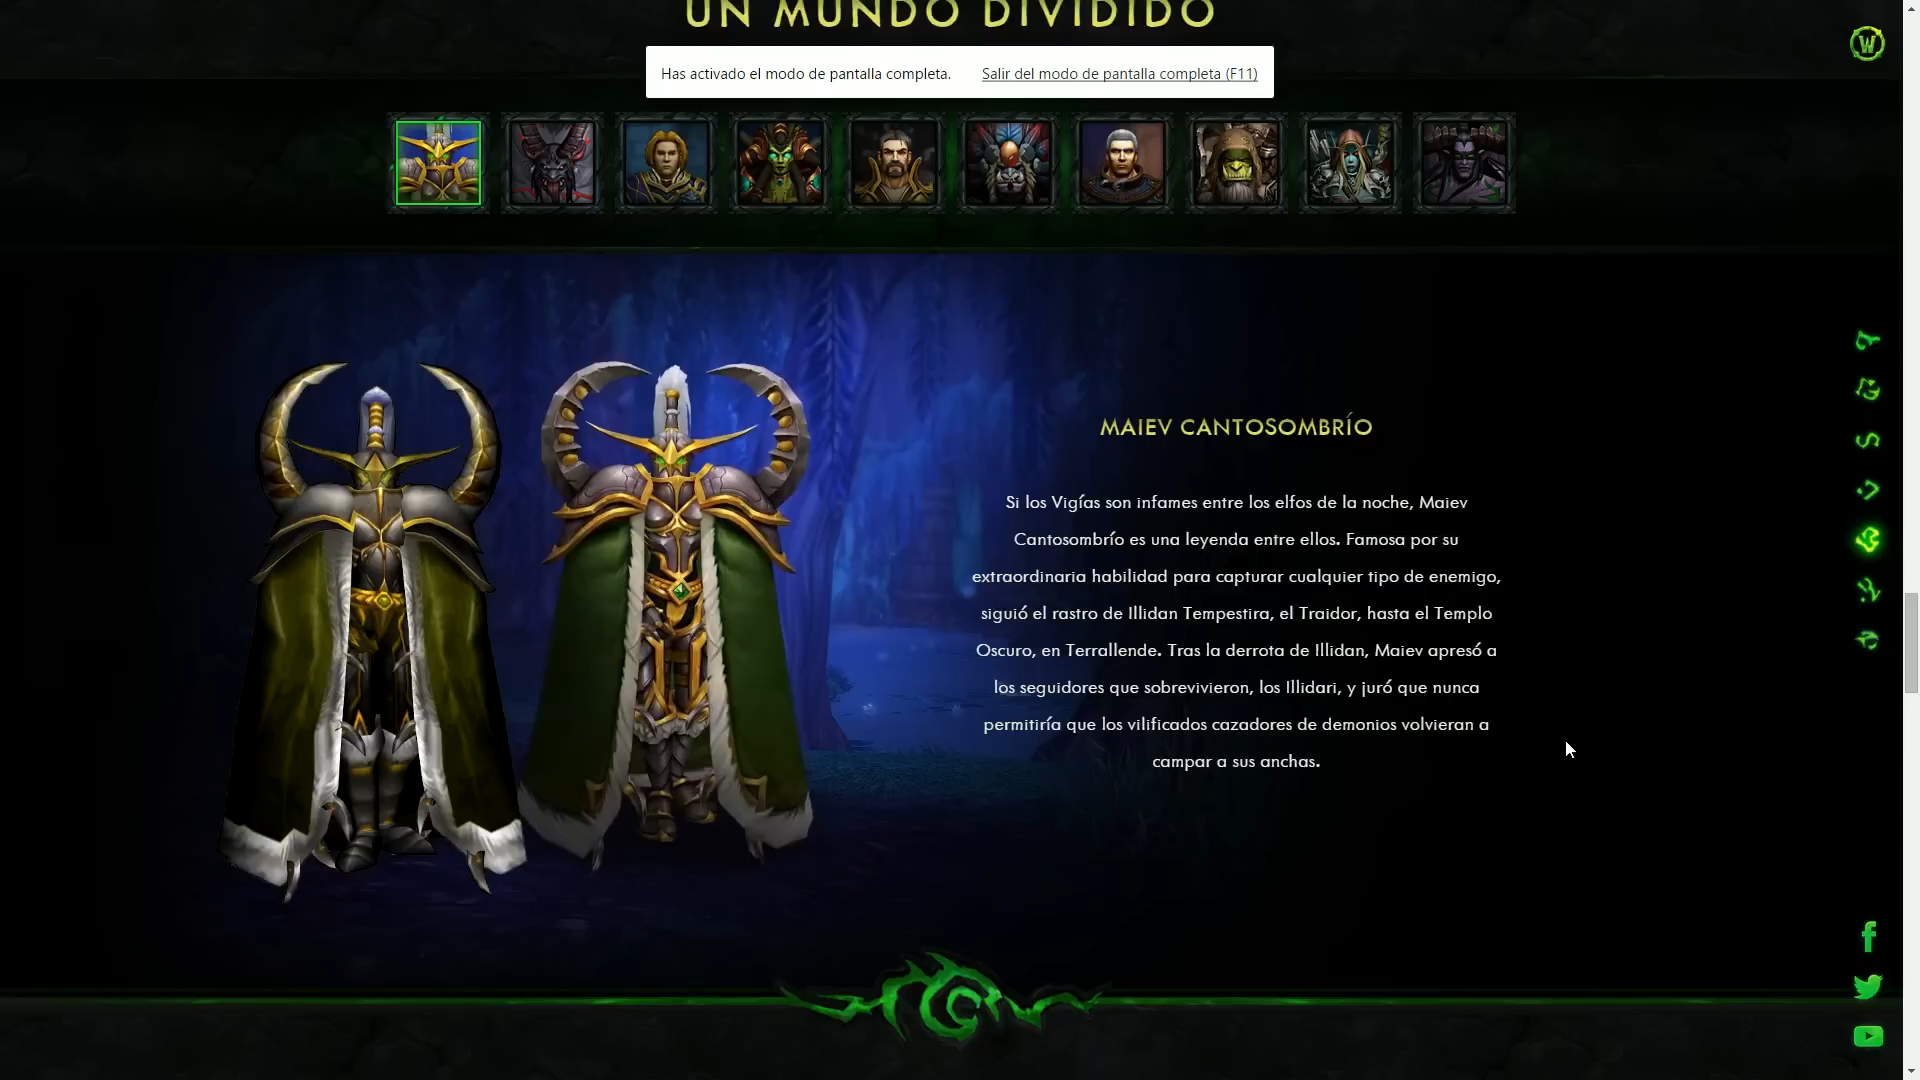 UN MUNDO DIVIDIDO
Has activado el modo de pantalla completa. Salir del modo de pantalla completa (F11)
MAIEV CANTOSOMBRÍO
Si los Vigías son infames entre los elfos de la noche, Maiev
Cantosombrío es una leyenda entre ellos. Famosa por su
extraordinaria habilidad para capturar cualquier tipo de enemigo,
siguió el rastro de Illidan Tempestira, el Traidor, hasta el Templo
Oscuro, en Terrallende. Tras la derrota de Illidan, Maiev apresó a
los seguidores que sobrevivieron, los Illidari, y juró que nunca
permitiría que los vilificados cazadores de demonios volvieran a
campar a sus anchas.